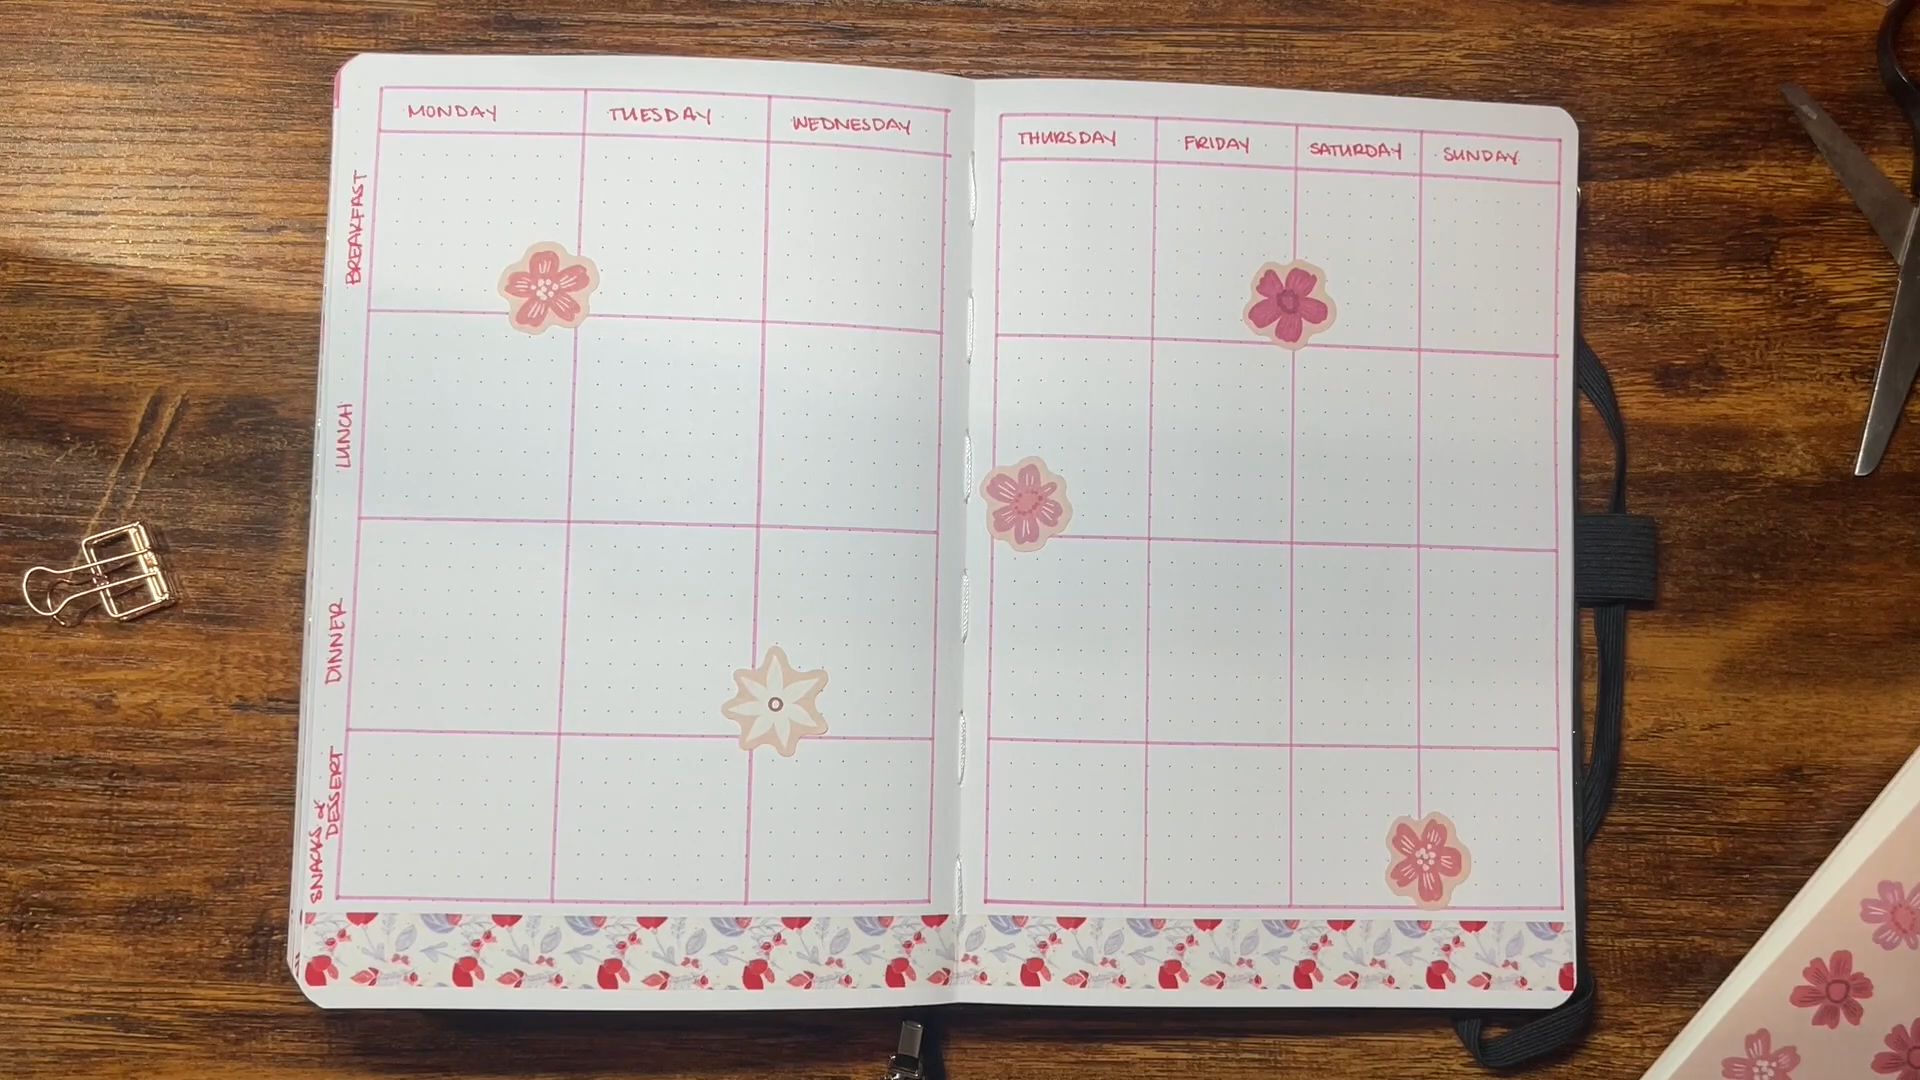 MONDAY TUESDAY WEDNESDAY THURSDAY FRIDAY SATURDAY SUNDAY
BREAKFAST
LUNCH
DINNER
SNACKS &
DESSERT